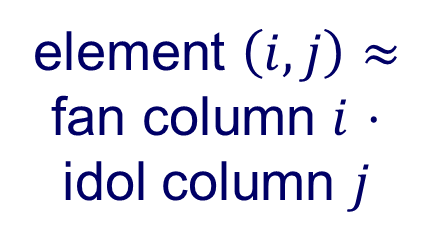 element (i, j) ≈
fan column i ·
idol column j